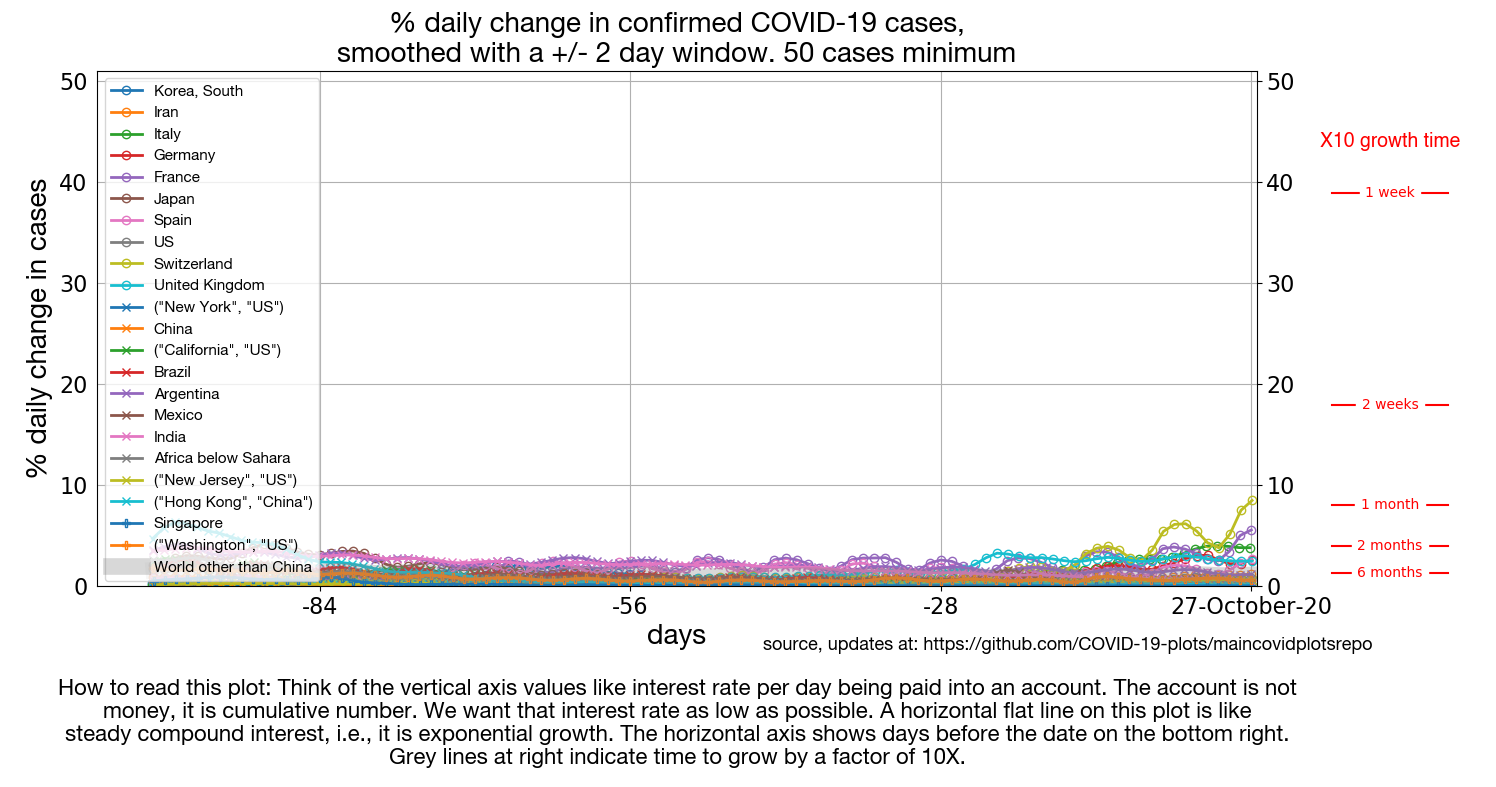 % daily change in confirmed COVID-19 cases,
smoothed with a +/- 2 day window. 50 cases minimum
% daily change in cases
50
40
30
20
10
0
Korea, South
Iran
Italy
Germany
France
Japan
Spain
US
Switzerland
United Kingdom
("New York", "US")
China
("California", "US")
Brazil
Argentina
Mexico
India
Africa below Sahara
("New Jersey", "US")
("Hong Kong", "China")
Singapore
("Washington", "US")
World other than China
50
40
30
20
10
0
X10 growth time
1 week
2 weeks
1 month
2 months
6 months
-84
-56
-28
27-October-20
days
source, updates at: https://github.com/COVID-19-plots/maincovidplotsrepo
How to read this plot: Think of the vertical axis values like interest rate per day being paid into an account. The account is not
money, it is cumulative number. We want that interest rate as low as possible. A horizontal flat line on this plot is like
steady compound interest, i.e., it is exponential growth. The horizontal axis shows days before the date on the bottom right.
Grey lines at right indicate time to grow by a factor of 10X.